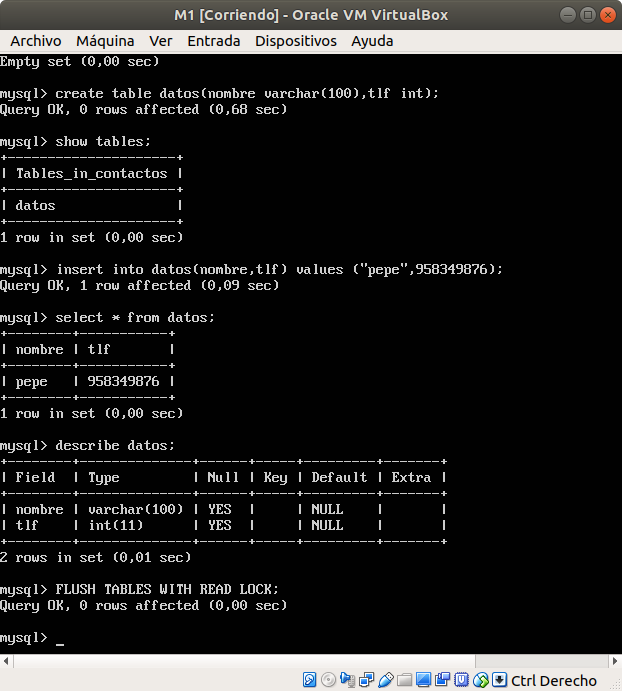 M1 [Corriendo] - Oracle VM VirtualBox
Archivo Máquina Ver Entrada Dispositivos Ayuda
Empty set (0,00 sec)
mysql> create table datos(nombre varchar(100),tlf int);
Query OK, 0 rows affected (0,68 sec)
mysql> show tables;
+---------------------+
| Tables_in_contactos |
+---------------------+
| datos               |
+---------------------+
1 row in set (0,00 sec)
mysql> insert into datos(nombre,tlf) values ("pepe",958349876);
Query OK, 1 row affected (0,09 sec)
mysql> select * from datos;
+--------+-----------+
| nombre | tlf       |
+--------+-----------+
| pepe   | 958349876 |
+--------+-----------+
1 row in set (0,00 sec)
mysql> describe datos;
+--------+--------------+------+-----+---------+-------+
| Field  | Type         | Null | Key | Default | Extra |
+--------+--------------+------+-----+---------+-------+
| nombre | varchar(100) | YES  |     | NULL    |       |
| tlf    | int(11)      | YES  |     | NULL    |       |
+--------+--------------+------+-----+---------+-------+
2 rows in set (0,01 sec)
mysql> FLUSH TABLES WITH READ LOCK;
Query OK, 0 rows affected (0,00 sec)
mysql> _
Ctrl Derecho